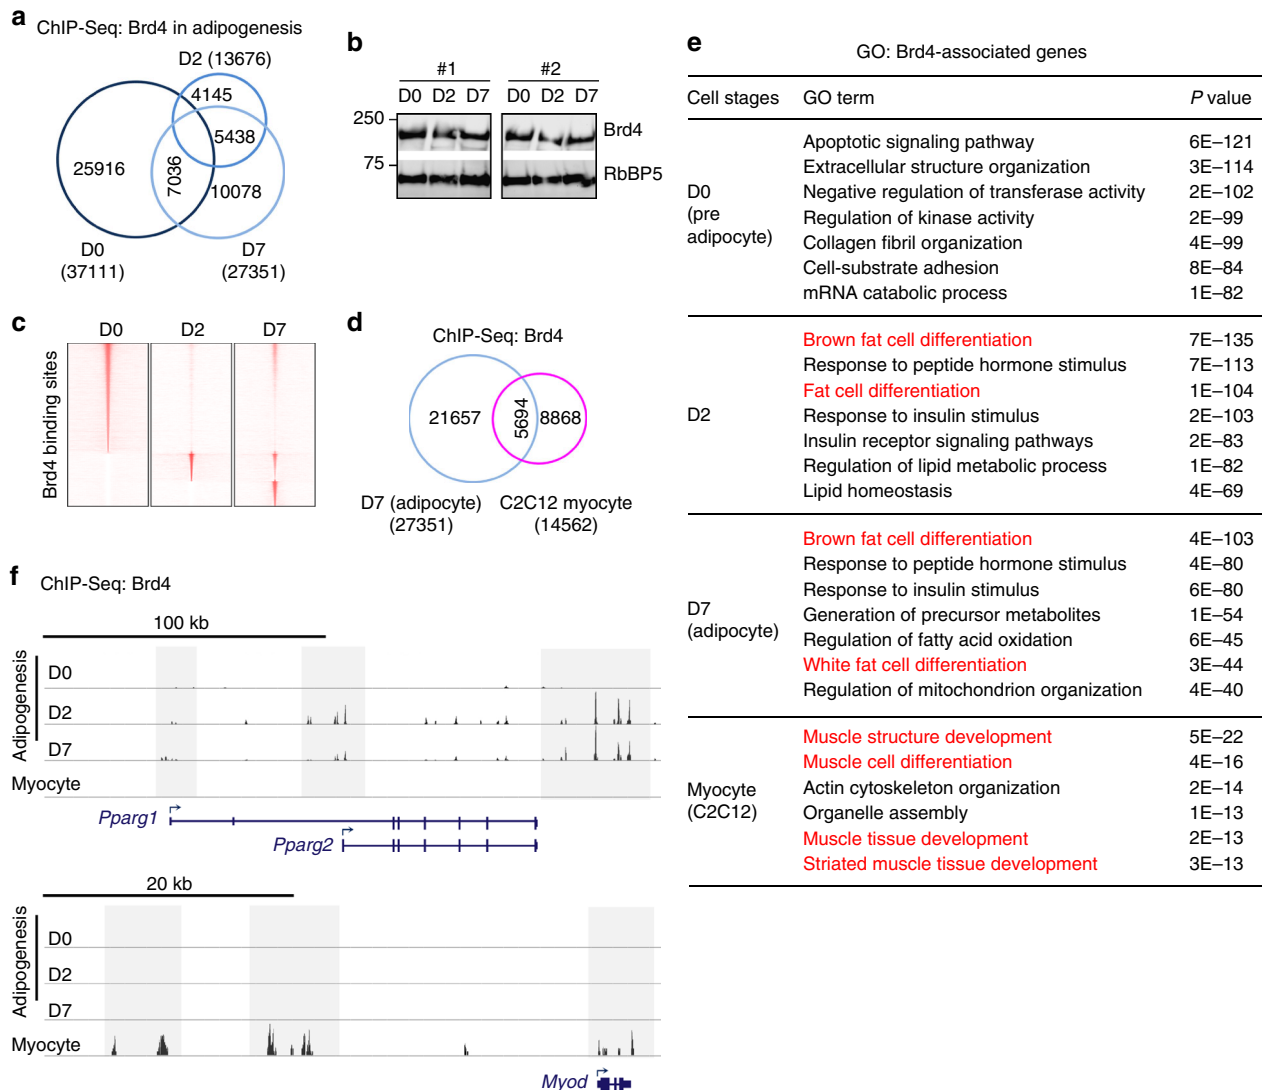 a
ChIP-Seq: Brd4 in adipogenesis
D2 (13676)
4145
5438
25916
7036
10078
D0
(37111)
D7
(27351)
b
#1 #2
D0 D2 D7 D0 D2 D7
250
Brd4
75
RbBP5
c
D0 D2 D7
Brd4 binding sites
d
ChIP-Seq: Brd4
21657
5694
8868
D7 (adipocyte)
(27351)
C2C12 myocyte
(14562)
e
GO: Brd4-associated genes
Cell stages GO term P value
D0
(pre
adipocyte)
Apoptotic signaling pathway 6E–121
Extracellular structure organization 3E–114
Negative regulation of transferase activity 2E–102
Regulation of kinase activity 2E–99
Collagen fibril organization 4E–99
Cell-substrate adhesion 8E–84
mRNA catabolic process 1E–82
D2
Brown fat cell differentiation 7E–135
Response to peptide hormone stimulus 7E–113
Fat cell differentiation 1E–104
Response to insulin stimulus 2E–103
Insulin receptor signaling pathways 2E–83
Regulation of lipid metabolic process 1E–82
Lipid homeostasis 4E–69
D7
(adipocyte)
Brown fat cell differentiation 4E–103
Response to peptide hormone stimulus 4E–80
Response to insulin stimulus 6E–80
Generation of precursor metabolites 1E–54
Regulation of fatty acid oxidation 6E–45
White fat cell differentiation 3E–44
Regulation of mitochondrion organization 4E–40
Myocyte
(C2C12)
Muscle structure development 5E–22
Muscle cell differentiation 4E–16
Actin cytoskeleton organization 2E–14
Organelle assembly 1E–13
Muscle tissue development 2E–13
Striated muscle tissue development 3E–13
f
ChIP-Seq: Brd4
100 kb
Adipogenesis
D0
D2
D7
Myocyte
Pparg1
Pparg2
20 kb
Adipogenesis
D0
D2
D7
Myocyte
Myod